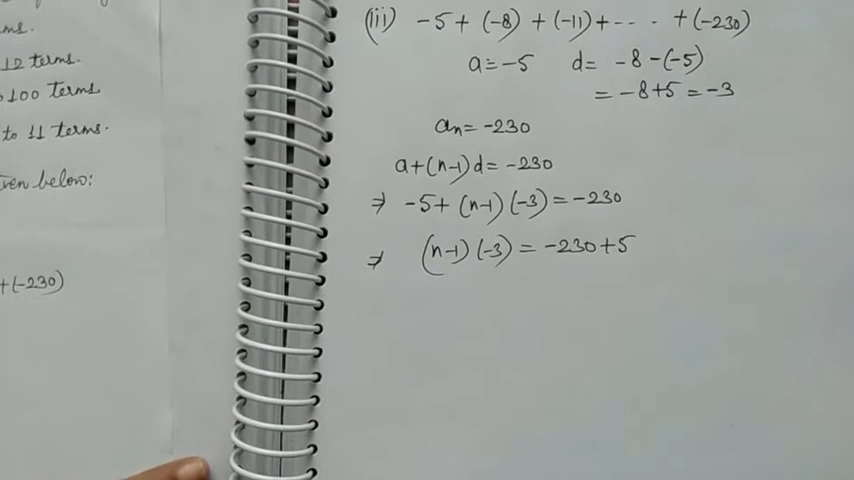 ms.
12 terms.
100 terms
to 11 terms.
ven below:
+(-230)
(iii) -5 + (-8) + (-11) + -- . . + (-230)
a = -5 d = -8 - (-5)
= -8+5 = -3
an = -230
a + (n-1) d = -230
⇒ -5 + (n-1) (-3) = -230
⇒ (n-1) (-3) = -230 + 5